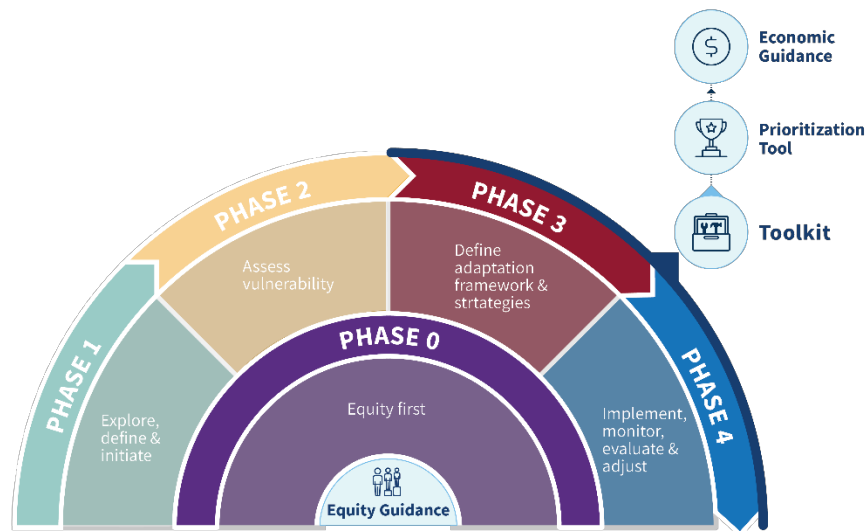 Economic
Guidance
Prioritization
Tool
Toolkit
PHASE 1
Explore,
define &
initiate
PHASE 2
Assess
vulnerability
PHASE 3
Define
adaptation
framework &
strtategies
PHASE 4
Implement,
monitor,
evaluate &
adjust
PHASE 0
Equity first
Equity Guidance